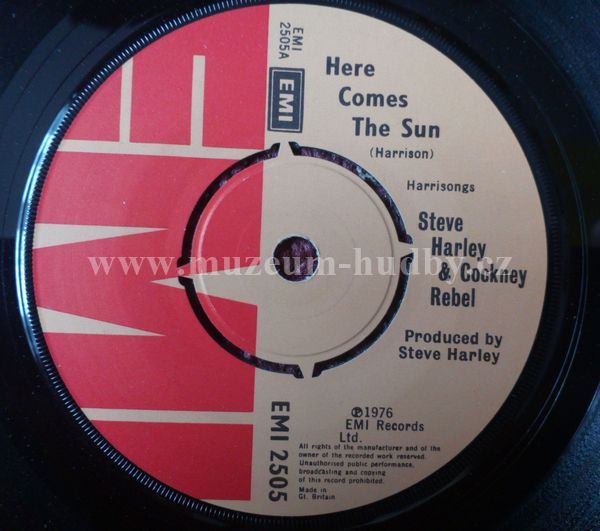 EMI
2505A
EMI
Here
Comes
The Sun
(Harrison)
Harrisongs
Steve
Harley
& Cockney
Rebel
Produced by
Steve Harley
℗1976
EMI Records
Ltd.
All rights of the manufacturer and of the
owner of the recorded work reserved.
Unauthorised public performance,
broadcasting and copying
of this record prohibited.
Made in
Gt. Britain
EMI 2505
EMI
www.muzeum-hudby.cz